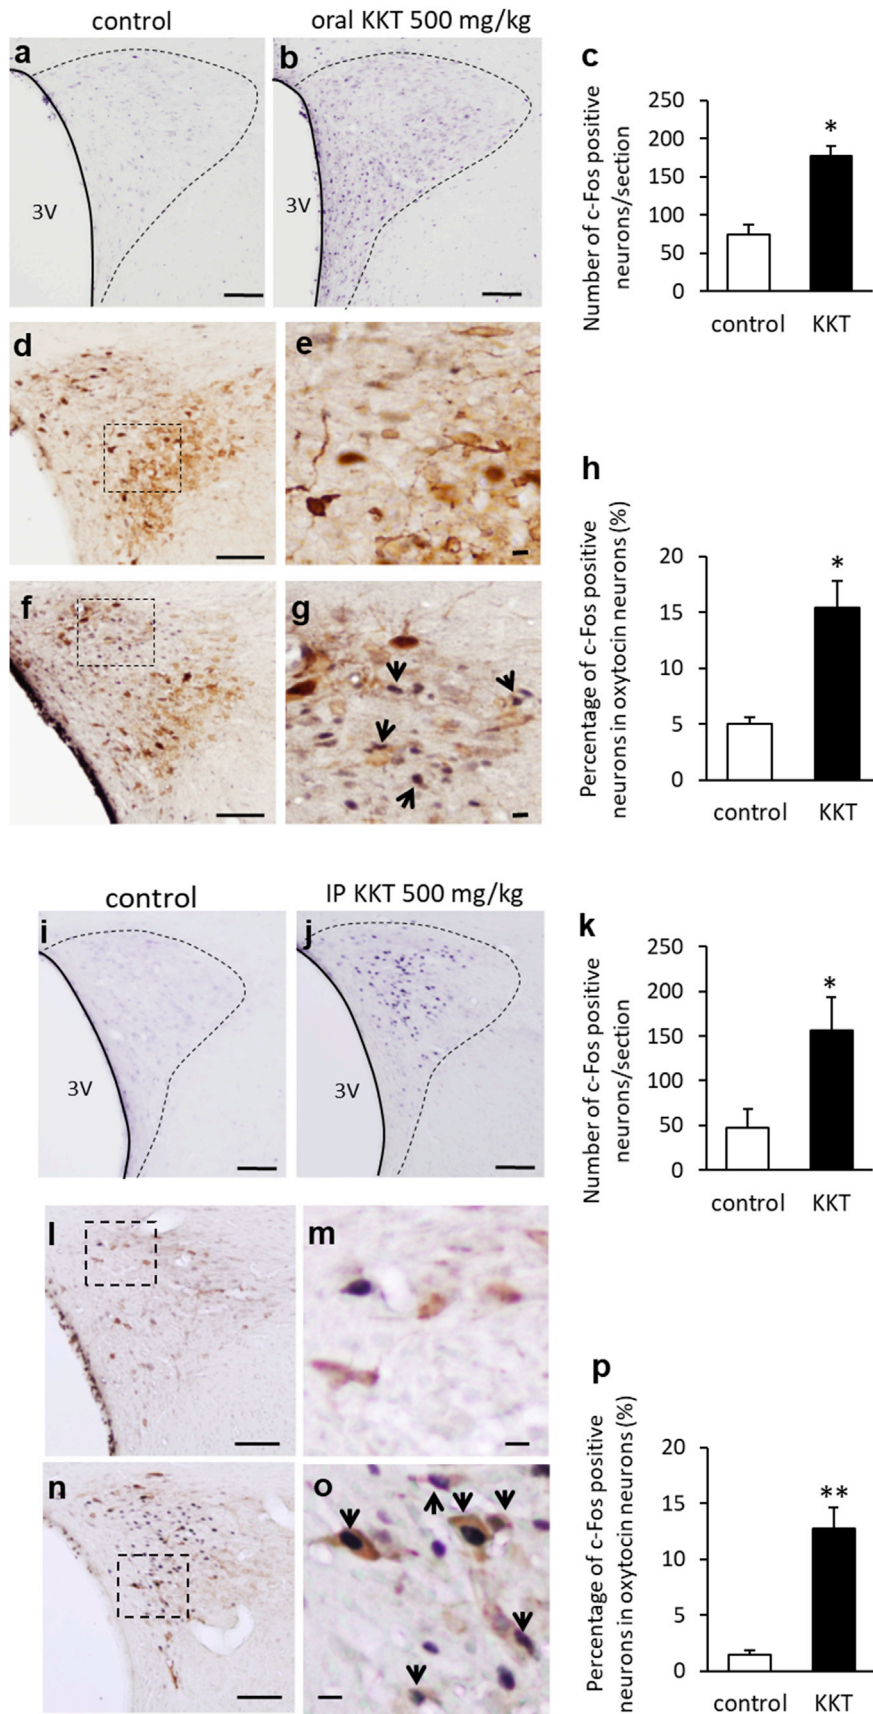 control
oral KKT 500 mg/kg
a
b
c
3V
3V
Number of c-Fos positive
neurons/section
250
200
150
100
50
0
*
control
KKT
d
e
f
g
h
Percentage of c-Fos positive
neurons in oxytocin neurons (%)
20
15
10
5
0
*
control
KKT
control
IP KKT 500 mg/kg
i
j
k
3V
3V
Number of c-Fos positive
neurons/section
250
200
150
100
50
0
*
control
KKT
l
m
n
o
p
Percentage of c-Fos positive
neurons in oxytocin neurons (%)
20
15
10
5
0
**
control
KKT